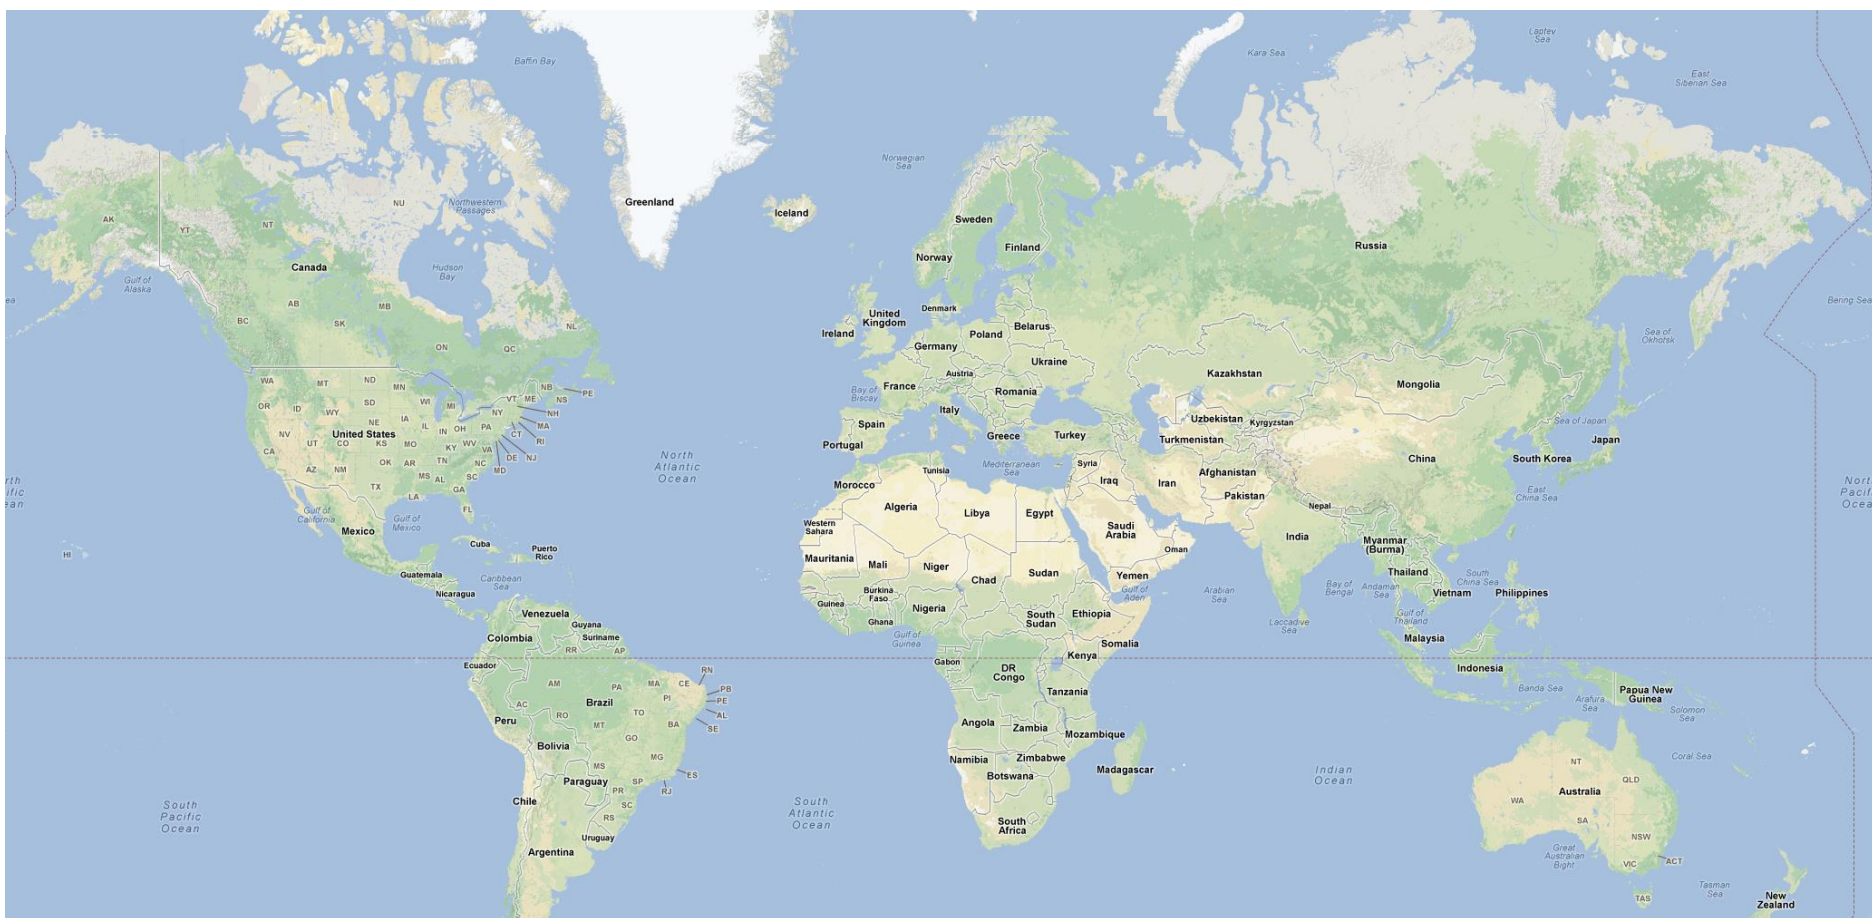 Baffin Bay
Kara Sea
Laptev
Sea
East
Siberian Sea
Norwegian
Sea
Greenland
Iceland
NU
Northwestern
Passages
AK
YT
NT
Canada
Hudson
Bay
Gulf of
Alaska
Sweden
Finland
Norway
Russia
ea
Bering Sea
AB
MB
BC
SK
ON
QC
NL
Denmark
United
Kingdom
Ireland
Poland
Belarus
Germany
Ukraine
Austria
France
Bay of
Biscay
Romania
Italy
Spain
Portugal
Greece
Turkey
Mediterranean
Sea
Kazakhstan
Mongolia
Uzbekistan
Kyrgyzstan
Turkmenistan
Sea of
Okhotsk
Sea of Japan
Japan
South Korea
China
East
China Sea
WA
MT
ND
MN
OR
ID
WY
SD
WI
MI
VT
ME
NB
NS
PE
NY
NH
MA
RI
CT
NE
IA
IL
IN
OH
PA
NV
UT
CO
United States
KS
MO
KY
WV
VA
DE
NJ
MD
CA
AZ
NM
OK
AR
TN
NC
SC
MS
AL
GA
TX
LA
FL
rth
ific
ean
North
Atlantic
Ocean
Nort
Pacifi
Ocea
Gulf of
California
Gulf of
Mexico
Mexico
HI
Cuba
Puerto
Rico
Guatemala
Caribbean
Sea
Nicaragua
Tunisia
Morocco
Algeria
Libya
Egypt
Western
Sahara
Mauritania
Mali
Niger
Chad
Sudan
Syria
Iraq
Iran
Afghanistan
Pakistan
Nepal
Saudi
Arabia
Oman
Yemen
Gulf of
Aden
Arabian
Sea
India
Bay of
Bengal
Andaman
Sea
Laccadive
Sea
Myanmar
(Burma)
Thailand
Vietnam
South
China Sea
Gulf of
Thailand
Philippines
Malaysia
Indonesia
Burkina
Faso
Guinea
Ghana
Nigeria
Gulf of
Guinea
South
Sudan
Ethiopia
Somalia
Kenya
Gabon
DR
Congo
Tanzania
Angola
Zambia
Mozambique
Zimbabwe
Namibia
Botswana
Madagascar
South
Africa
Venezuela
Guyana
Suriname
Colombia
RR
AP
Ecuador
AM
PA
MA
CE
RN
PB
PE
AL
SE
PI
AC
RO
Brazil
TO
BA
MT
GO
Peru
Bolivia
MG
MS
ES
SP
RJ
Paraguay
PR
SC
RS
Chile
Uruguay
Argentina
South
Pacific
Ocean
South
Atlantic
Ocean
Indian
Ocean
Banda Sea
Arafura
Sea
Papua New
Guinea
Solomon
Sea
Coral Sea
NT
QLD
WA
Australia
SA
NSW
ACT
VIC
TAS
Great
Australian
Bight
Tasman
Sea
New
Zealand